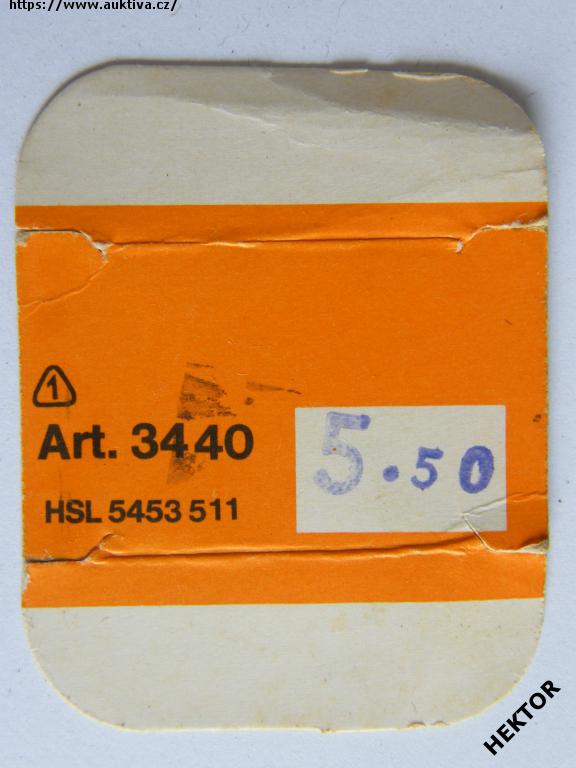 https://www.auktiva.cz/
1
Art. 3440
HSL 5453 511
5.50
HEKTOR